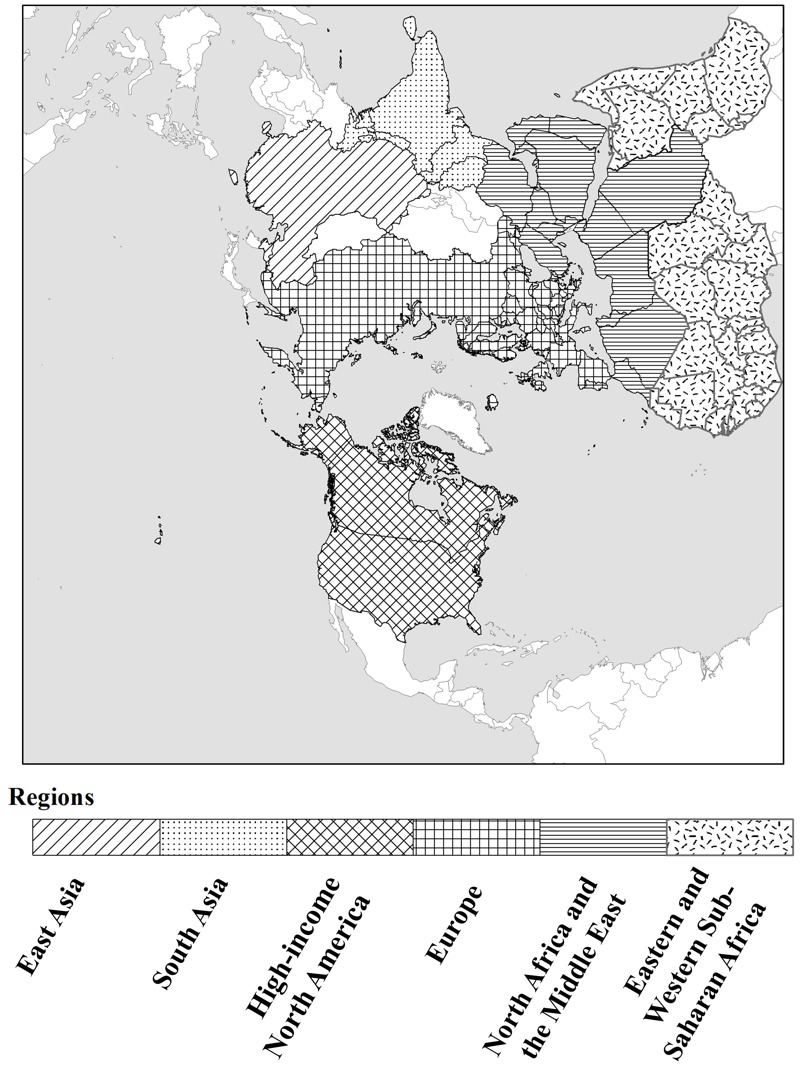 Regions
East Asia
South Asia
High-income
North America
Europe
North Africa and
the Middle East
Eastern and
Western Sub-
Saharan Africa